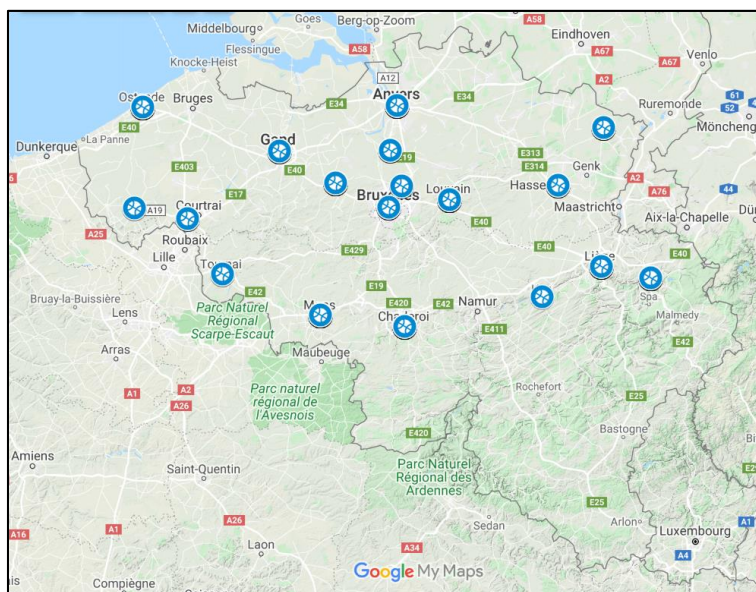 Middelbourg
Goes
Berg-op-Zoom
A58
Flessingue
A58
Eindhoven
A67
Venlo
Knocke-Heist
A12
A2
A67
Ostende
Bruges
E34
Anvers
E34
Ruremonde
61
52
Mönchen
La Panne
E40
Dunkerque
E403
Gand
E40
E19
E313
E314
Genk
A2
44
E17
Bruxelles
Louvain
Hasselt
A76
Maastricht
A19
Courtrai
Aix-la-Chapelle
A25
Roubaix
E40
Lille
E429
E40
Liège
E40
Tournai
E42
E19
Bruay-la-Buissière
Parc Naturel
Régional
Scarpe-Escaut
Mons
E420
E42
Namur
Spa
Malmedy
Lens
Charleroi
E411
E42
Arras
Maubeuge
A1
A2
A26
Parc naturel
régional de
l'Avesnois
Rochefort
E25
E420
Bastogne
Amiens
Saint-Quentin
Parc Naturel
Régional des
Ardennes
A16
A26
Sedan
E25
Arlon
A1
Laon
Luxembourg
A34
A4
Compiègne
Google My Maps